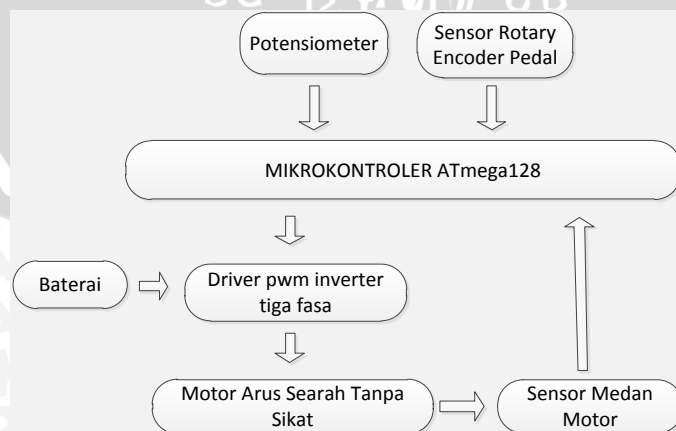 Potensiometer
Sensor Rotary
Encoder Pedal
MIKROKONTROLER ATmega128
Baterai
Driver pwm inverter
tiga fasa
Motor Arus Searah Tanpa
Sikat
Sensor Medan
Motor